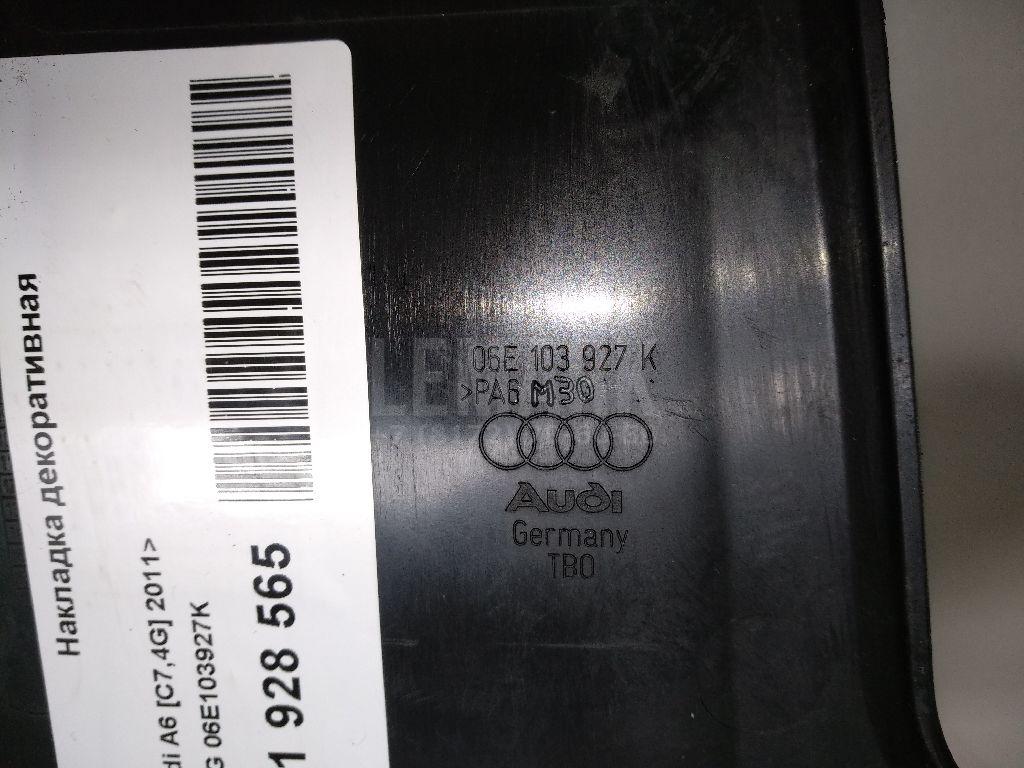 Накладка декоративная
di A6 [C7,4G] 2011>
G 06E103927K
1 928 565
06E 103 927 K
>PA6 M30
Audi
Germany
TBO